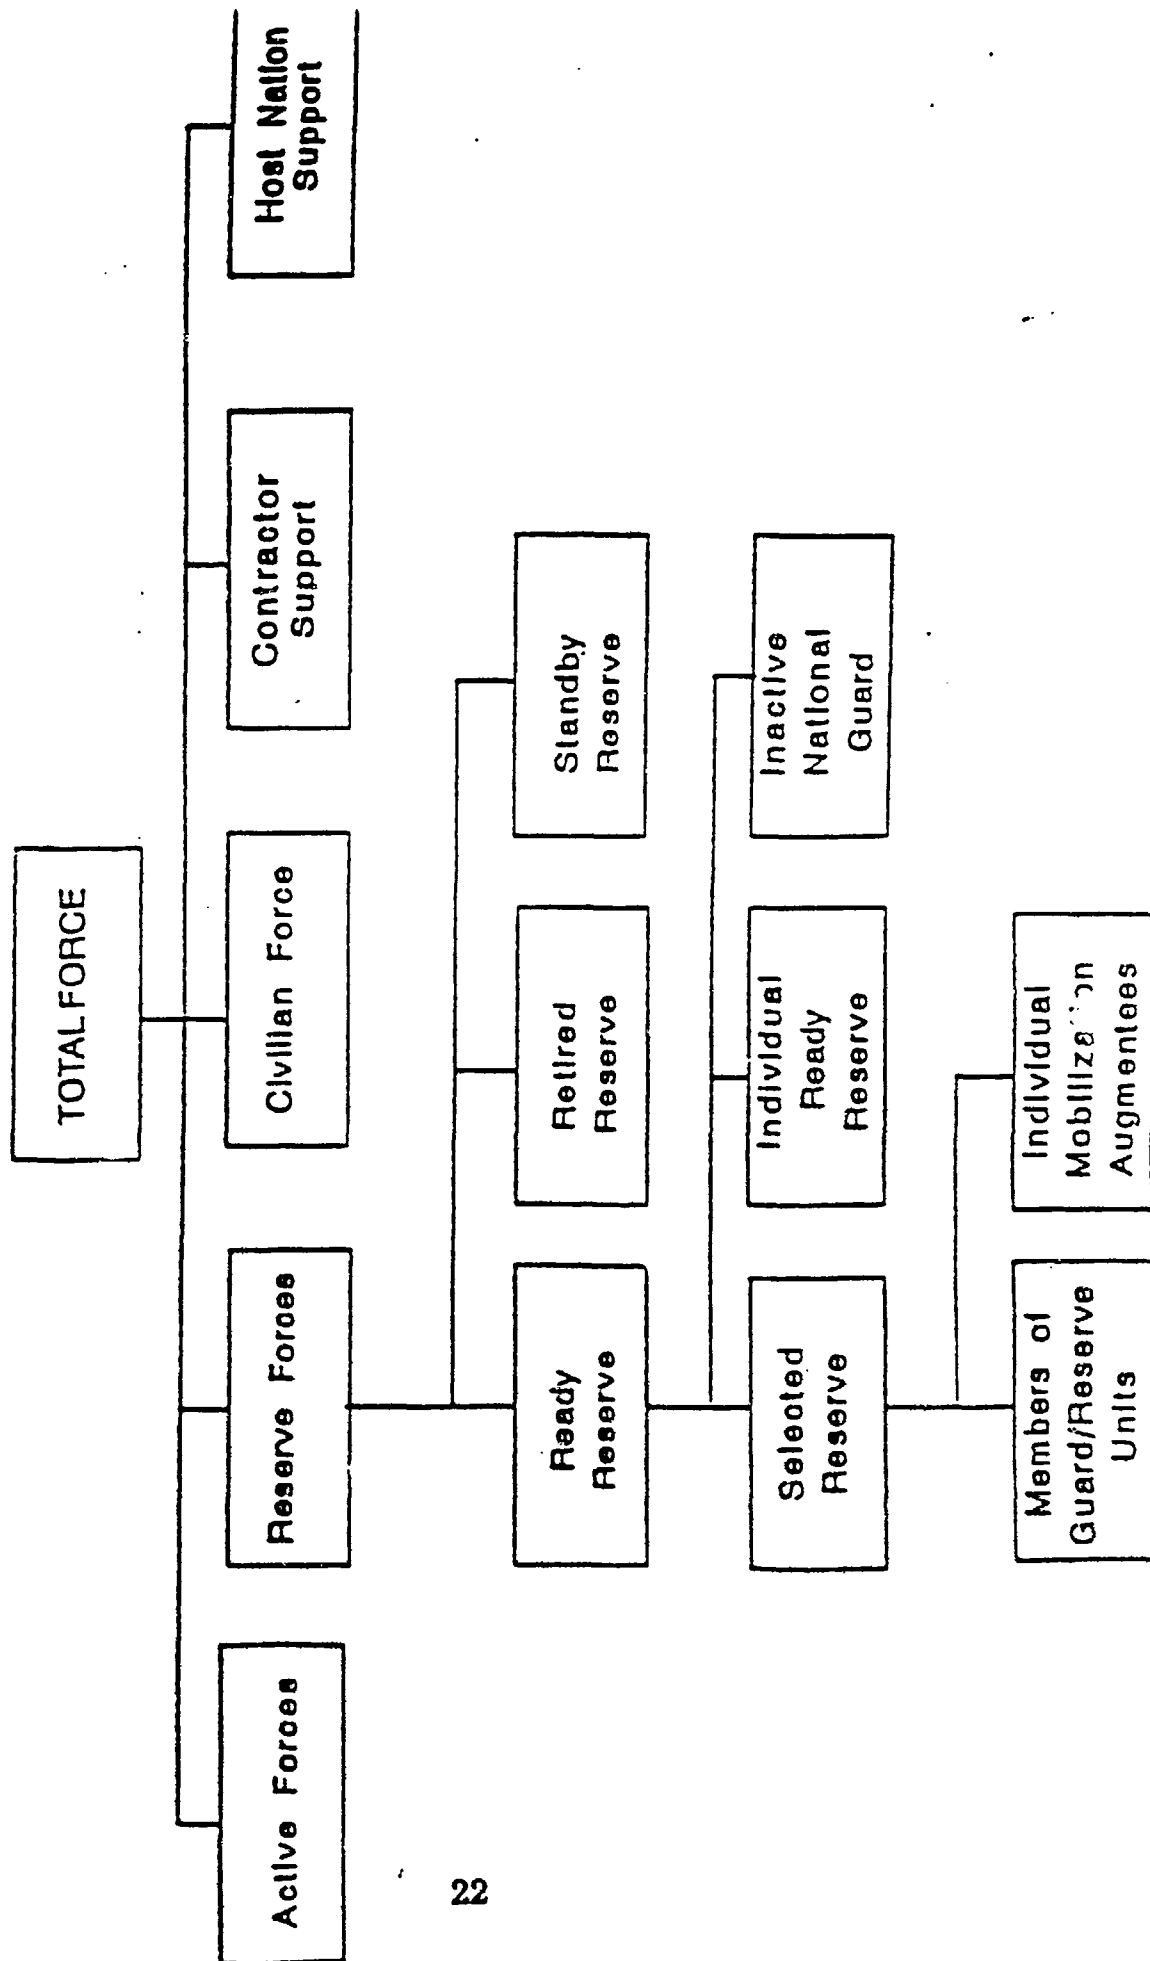 TOTAL FORCE
Active Forces
Reserve Forces
Civilian Force
Contractor
Support
Host Nation
Support
Ready
Reserve
Retired
Reserve
Standby
Reserve
Selected
Reserve
Individual
Ready
Reserve
Inactive
National
Guard
Members of
Guard/Reserve
Units
Individual
Mobilization
Augmentees
22